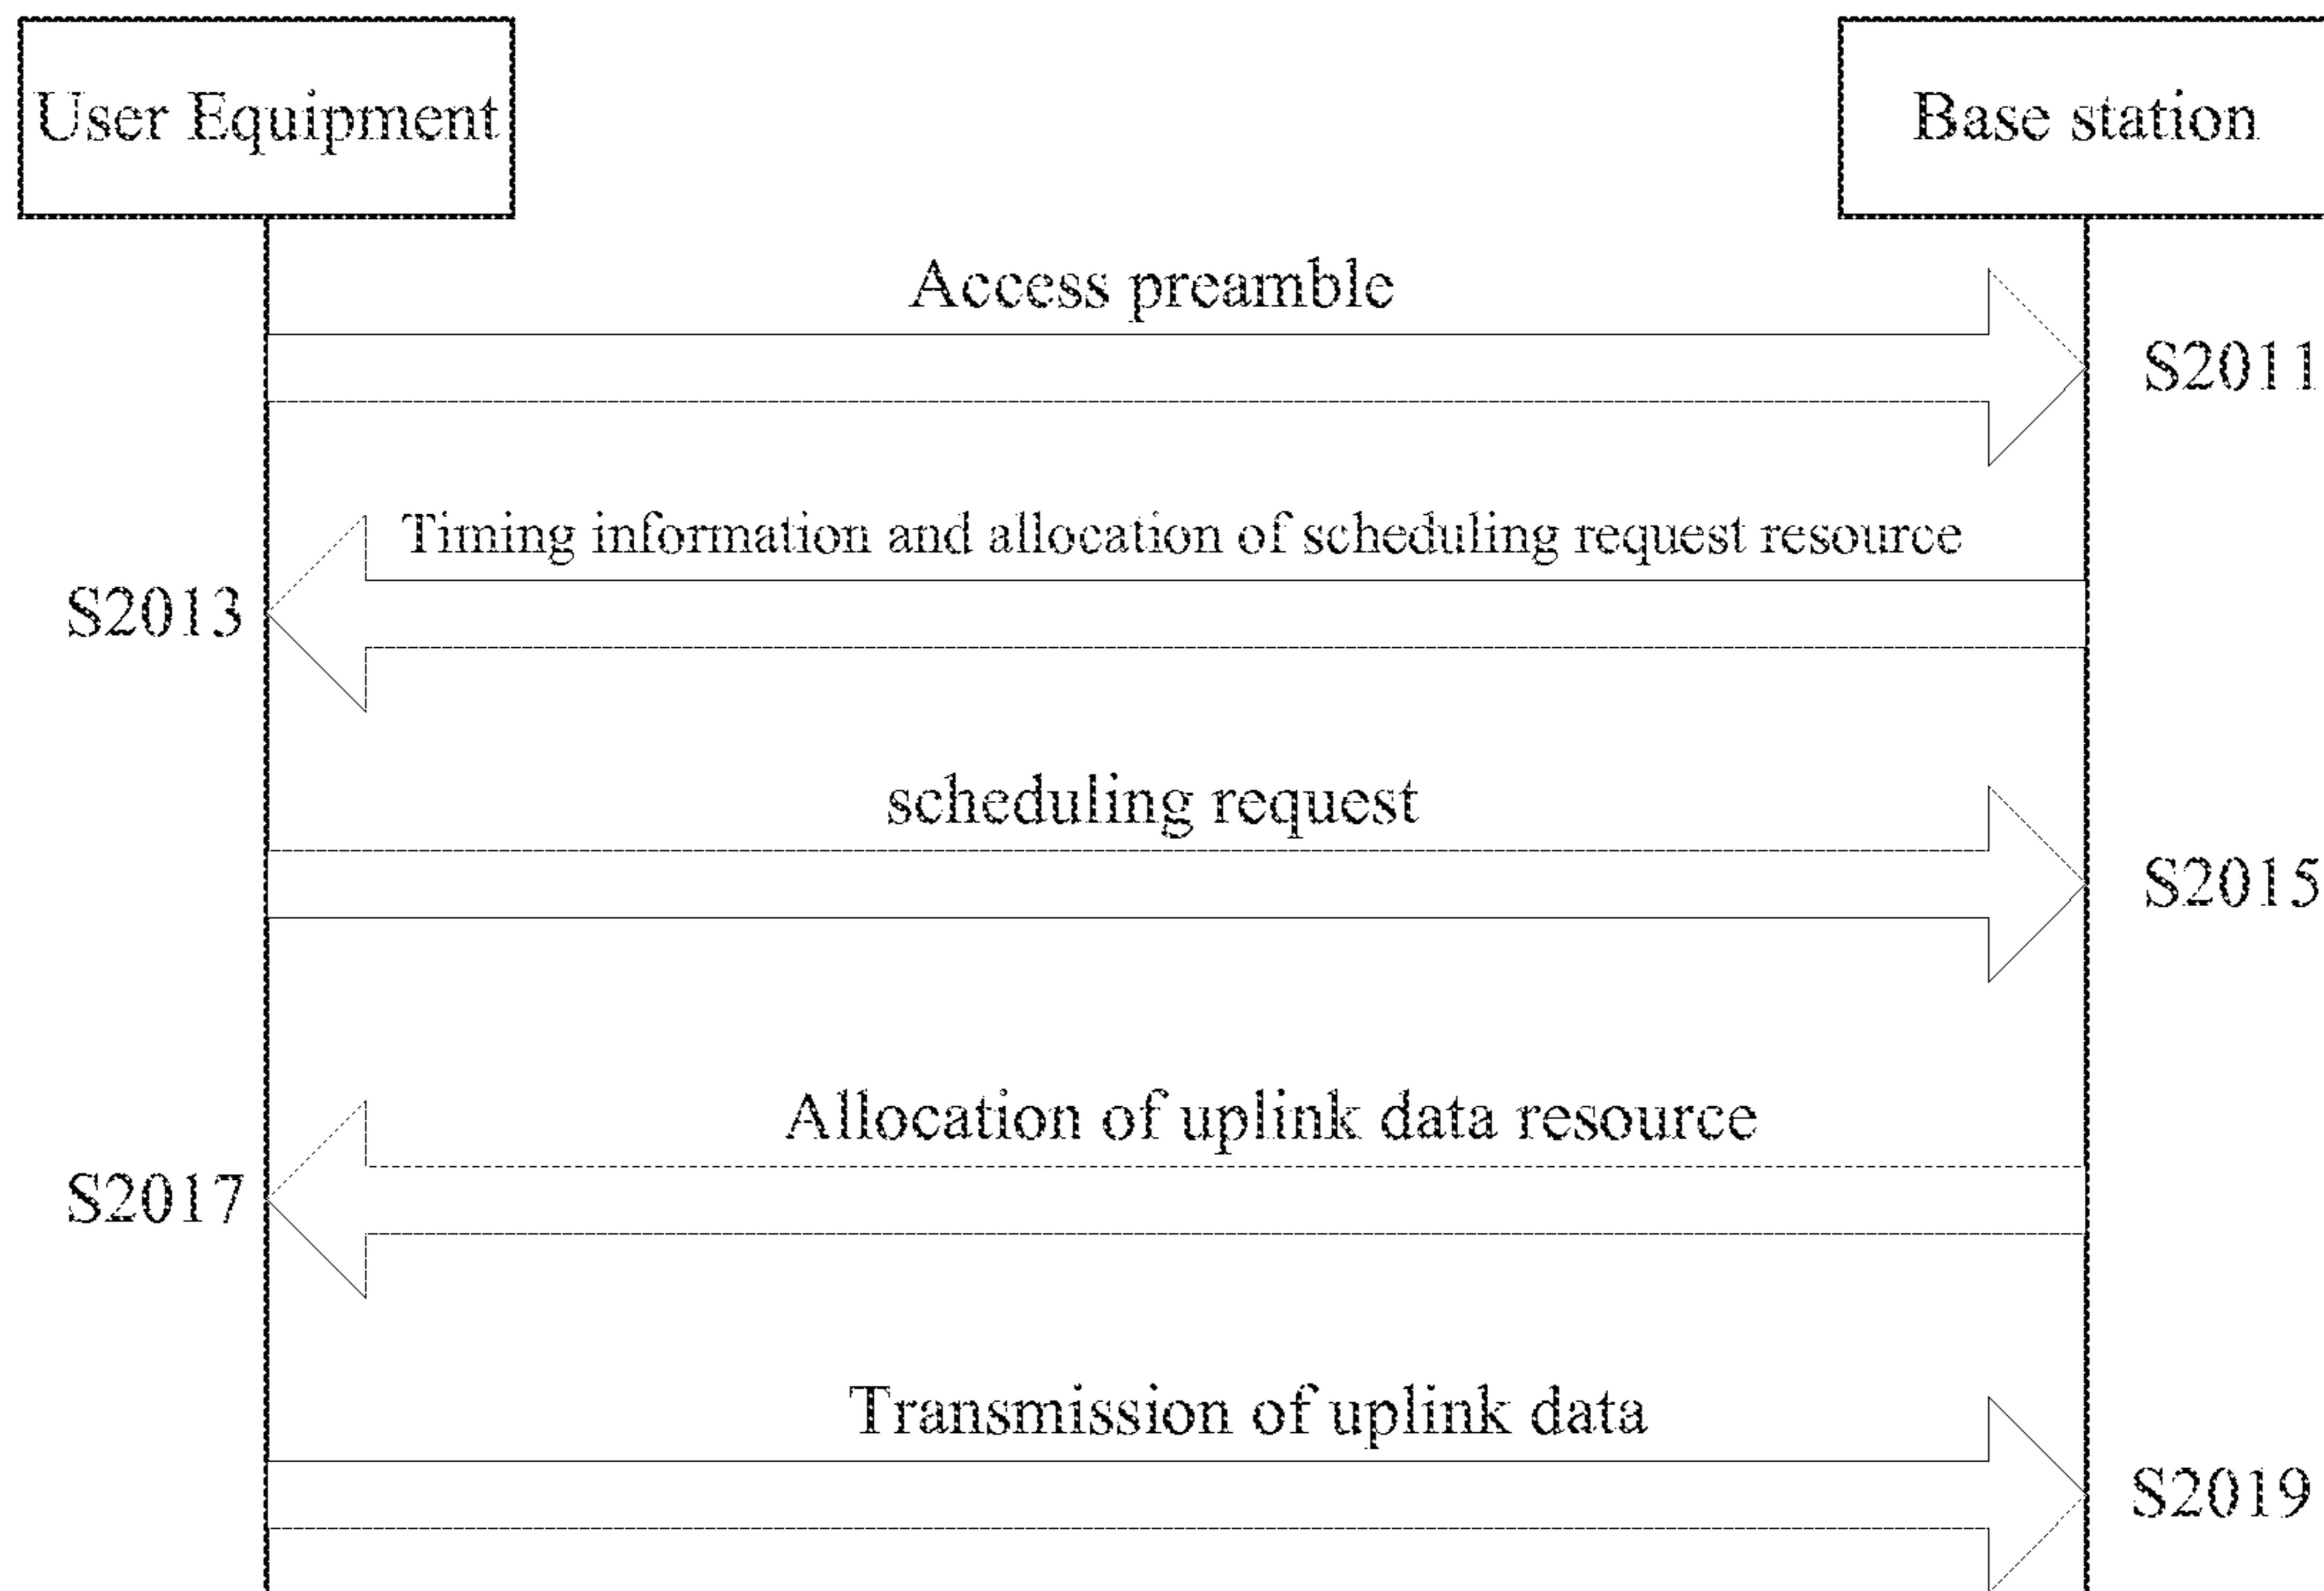 User Equipment
Base station
Access preamble
S2011
Timing information and allocation of scheduling request resource
S2013
scheduling request
S2015
Allocation of uplink data resource
S2017
Transmission of uplink data
S2019